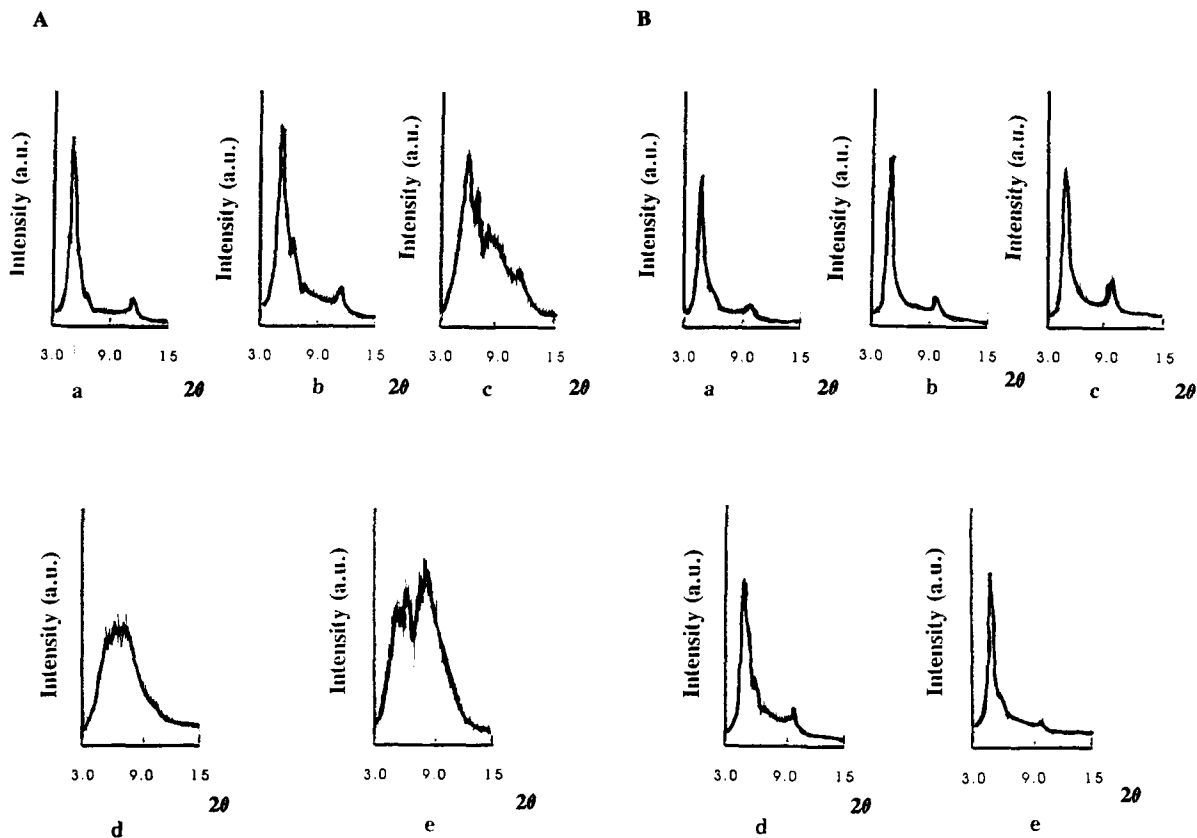 A B
Intensity (a.u.) Intensity (a.u.) Intensity (a.u.) Intensity (a.u.) Intensity (a.u.) Intensity (a.u.)
3.0 9.0 15 3.0 9.0 15 3.0 9.0 15 3.0 9.0 15 3.0 9.0 15 3.0 9.0 15
a 2θ b 2θ c 2θ a 2θ b 2θ c 2θ
Intensity (a.u.) Intensity (a.u.) Intensity (a.u.) Intensity (a.u.)
3.0 9.0 15 3.0 9.0 15 3.0 9.0 15 3.0 9.0 15
2θ 2θ 2θ 2θ
d e d e